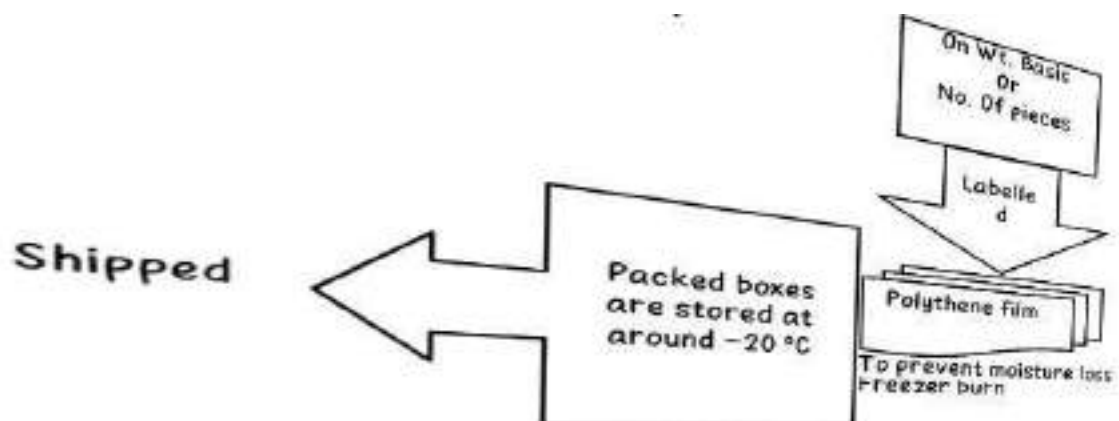 On Wt. Basis
Or
No. Of pieces
Labelle
d
Polythene film
To prevent moisture loss
Freezer burn
Packed boxes
are stored at
around -20 °C
Shipped